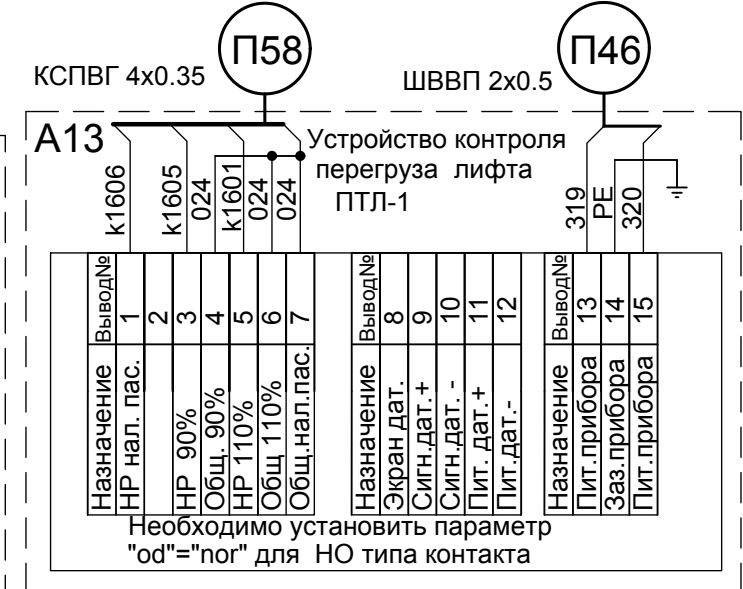 П58
П46
КСПВГ 4x0.35
ШВВП 2x0.5
А13
Устройство контроля
перегруза лифта
ПТЛ-1
k1606
k1605
024
k1601
024
024
319
PE
320
Вывод№
1
2
3
4
5
6
7
Назначение
НР нал. пас.
НР 90%
Общ. 90%
НР 110%
Общ 110%
Общ.нал.пас.
Вывод№
8
9
10
11
12
Назначение
Экран дат.
Сигн.дат.+
Сигн.дат. -
Пит. дат.+
Пит.дат.-
Вывод№
13
14
15
Назначение
Пит.прибора
Заз.прибора
Пит.прибора
Необходимо установить параметр
"od"="nor" для НО типа контакта